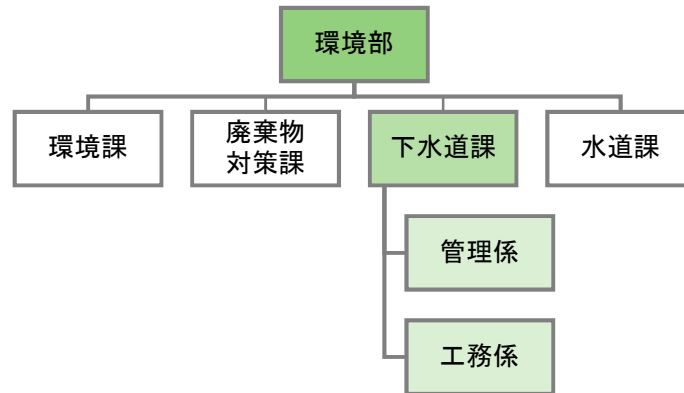 環境部
環境課
廃棄物
対策課
下水道課
水道課
管理係
工務係